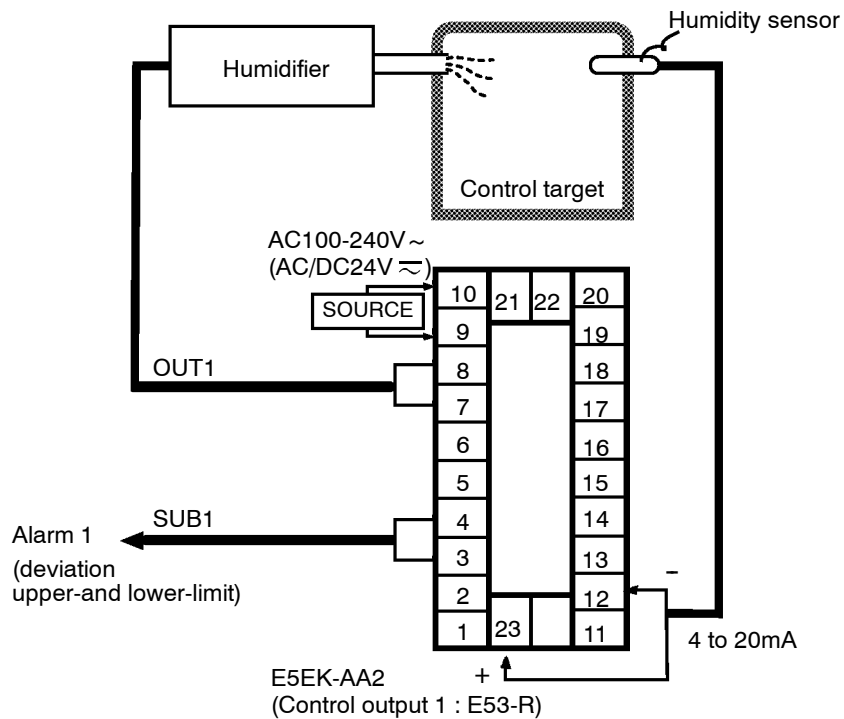 Humidity sensor
Humidifier
Control target
AC100-240V ~
(AC/DC24V ⎓~)
SOURCE
10
21
22
20
9
19
OUT1
8
18
7
17
6
16
5
15
SUB1
4
14
Alarm 1
(deviation
upper-and lower-limit)
3
13
−
2
12
1
23
11
4 to 20mA
+
E5EK-AA2
(Control output 1 : E53-R)